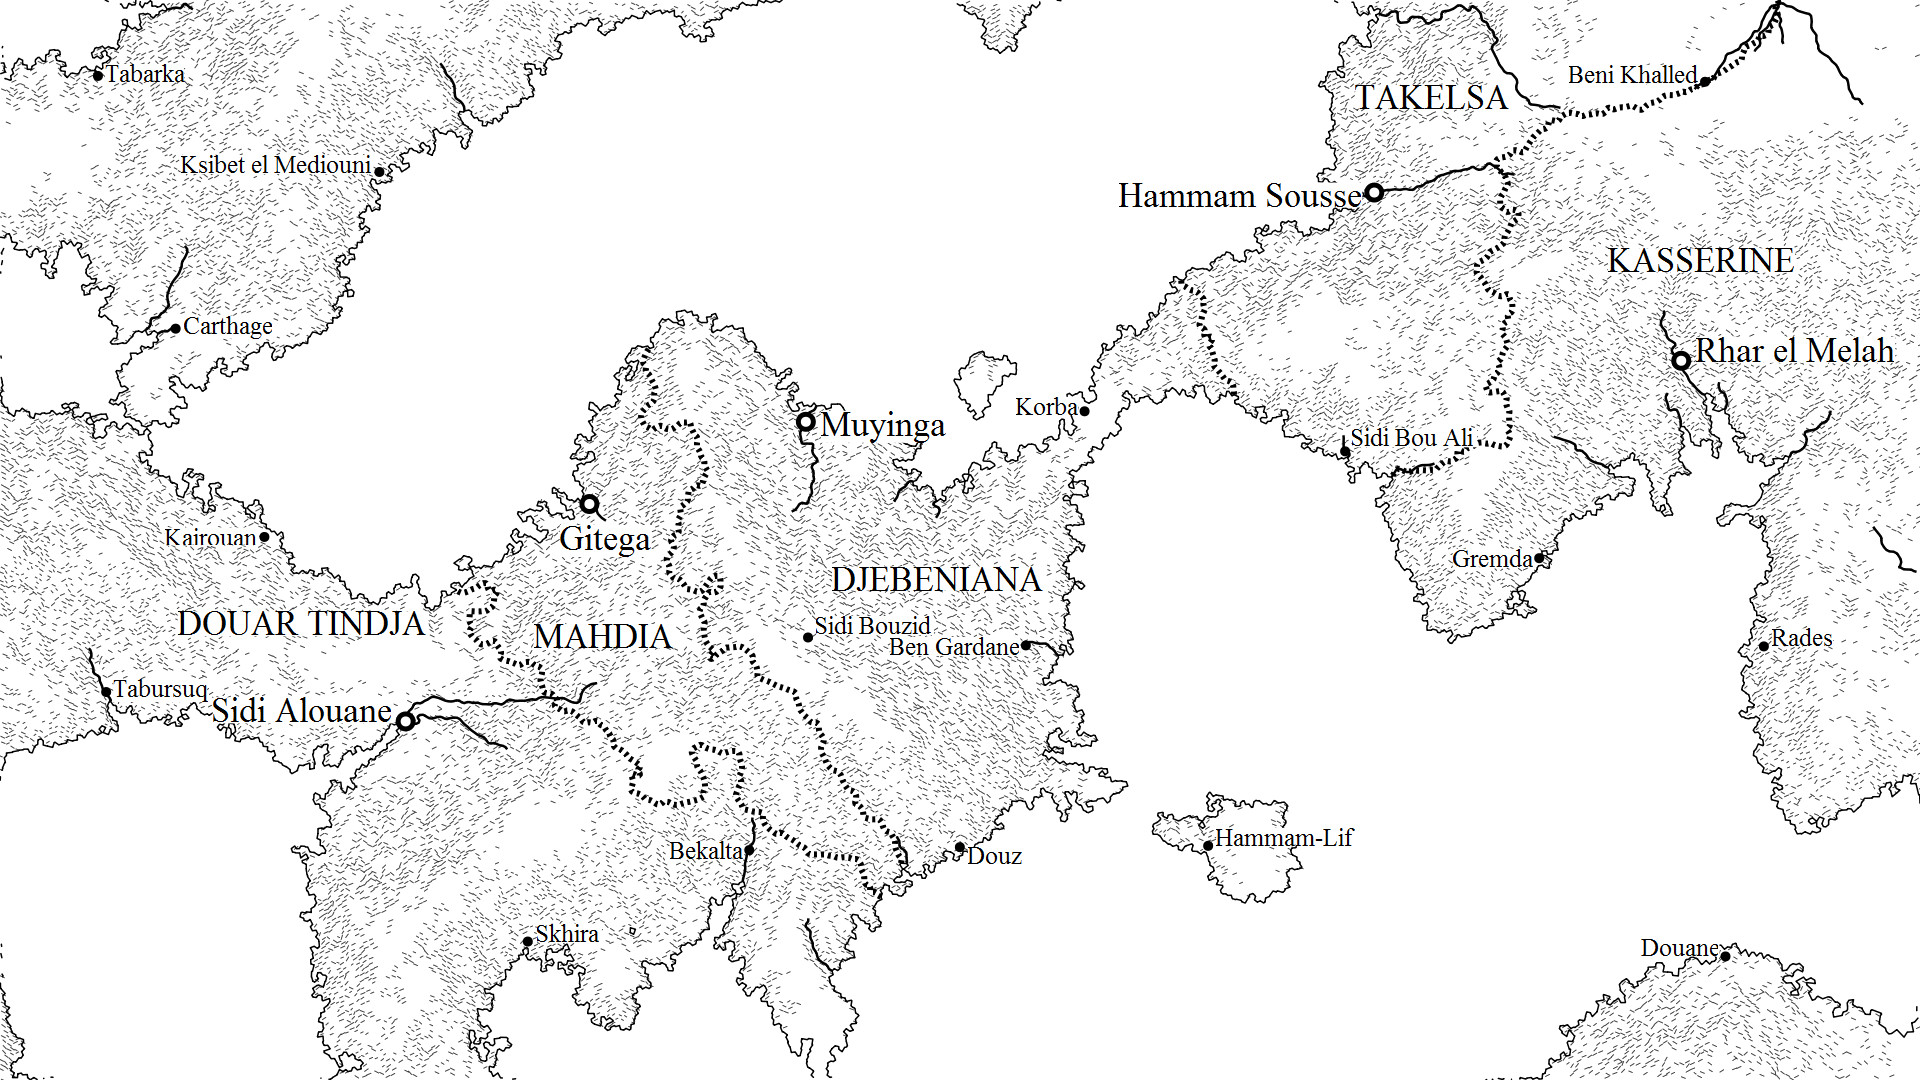 Tabarka
Beni Khalled
TAKELSA
Ksibet el Mediouni
Hammam Sousse
KASSERINE
Carthage
Rhar el Melah
Korba
Muyinga
Sidi Bou Ali
Kairouan
Gitega
Gremda
DJEBENIANA
DOUAR TINDJA
MAHDIA
Sidi Bouzid
Ben Gardane
Rades
Tabursuq
Sidi Alouane
Hammam-Lif
Bekalta
Douz
Skhira
Douane